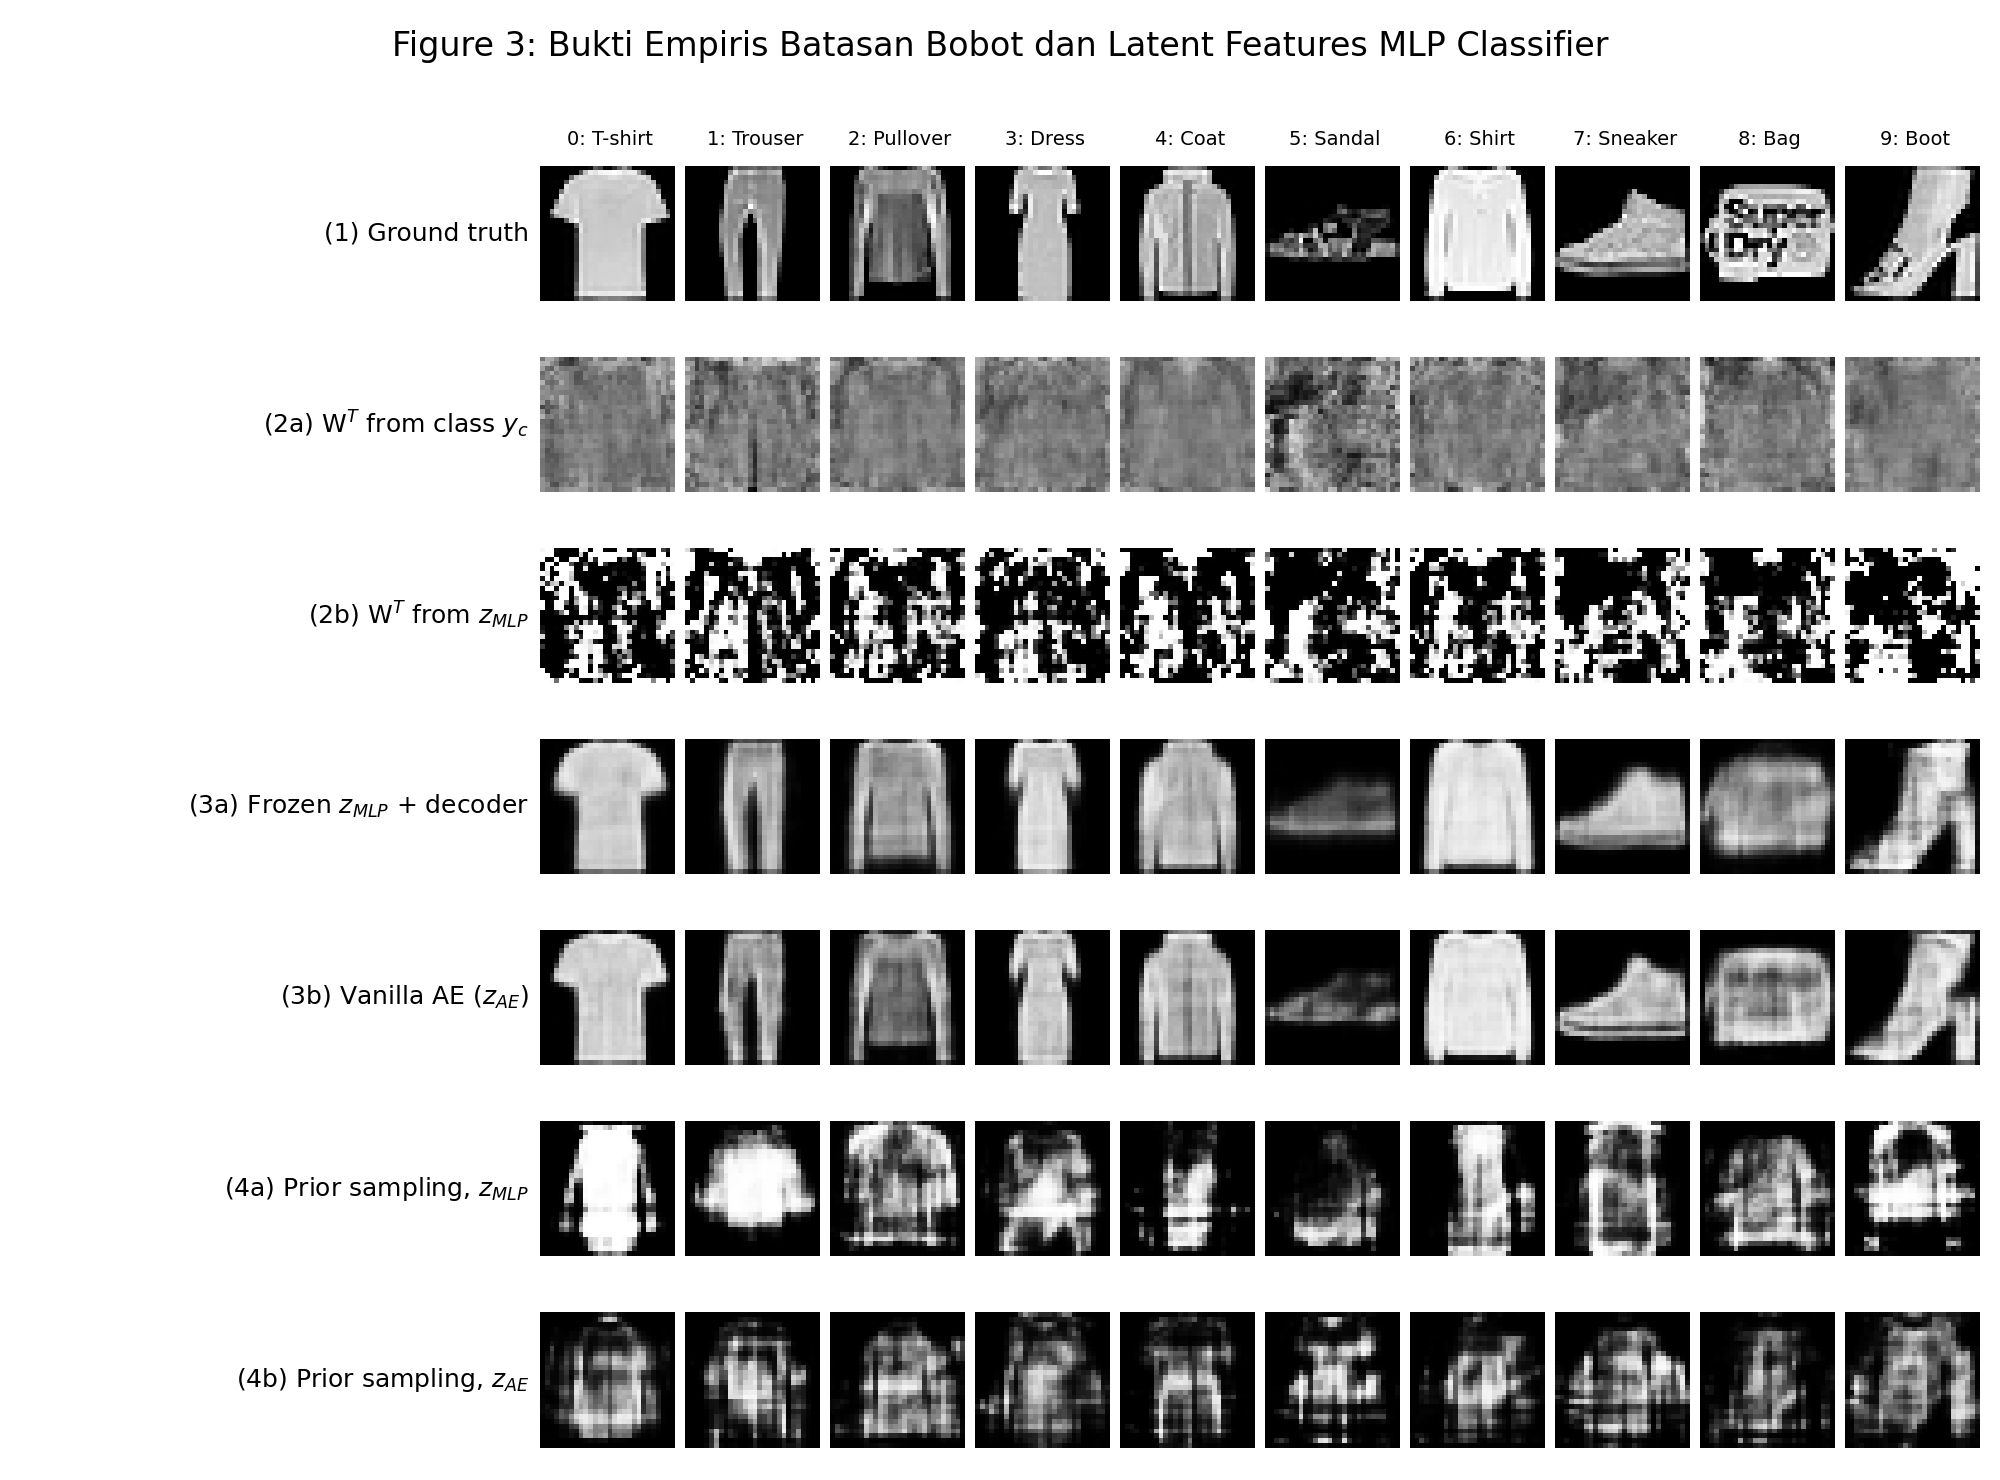 Figure 3: Bukti Empiris Batasan Bobot dan Latent Features MLP Classifier
0: T-shirt 1: Trouser 2: Pullover 3: Dress 4: Coat 5: Sandal 6: Shirt 7: Sneaker 8: Bag 9: Boot
(1) Ground truth
Super
Dry
(2a) W^T from class y_c
(2b) W^T from z_MLP
(3a) Frozen z_MLP + decoder
(3b) Vanilla AE (z_AE)
(4a) Prior sampling, z_MLP
(4b) Prior sampling, z_AE